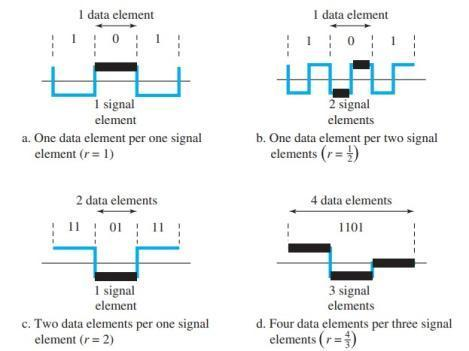 1 data element
1 0 1
1 signal
element
a. One data element per one signal
element (r = 1)
1 data element
1 0 1
2 signal
elements
b. One data element per two signal
elements (r = 1/2)
2 data elements
11 01 11
1 signal
element
c. Two data elements per one signal
element (r = 2)
4 data elements
1101
3 signal
elements
d. Four data elements per three signal
elements (r = 4/3)